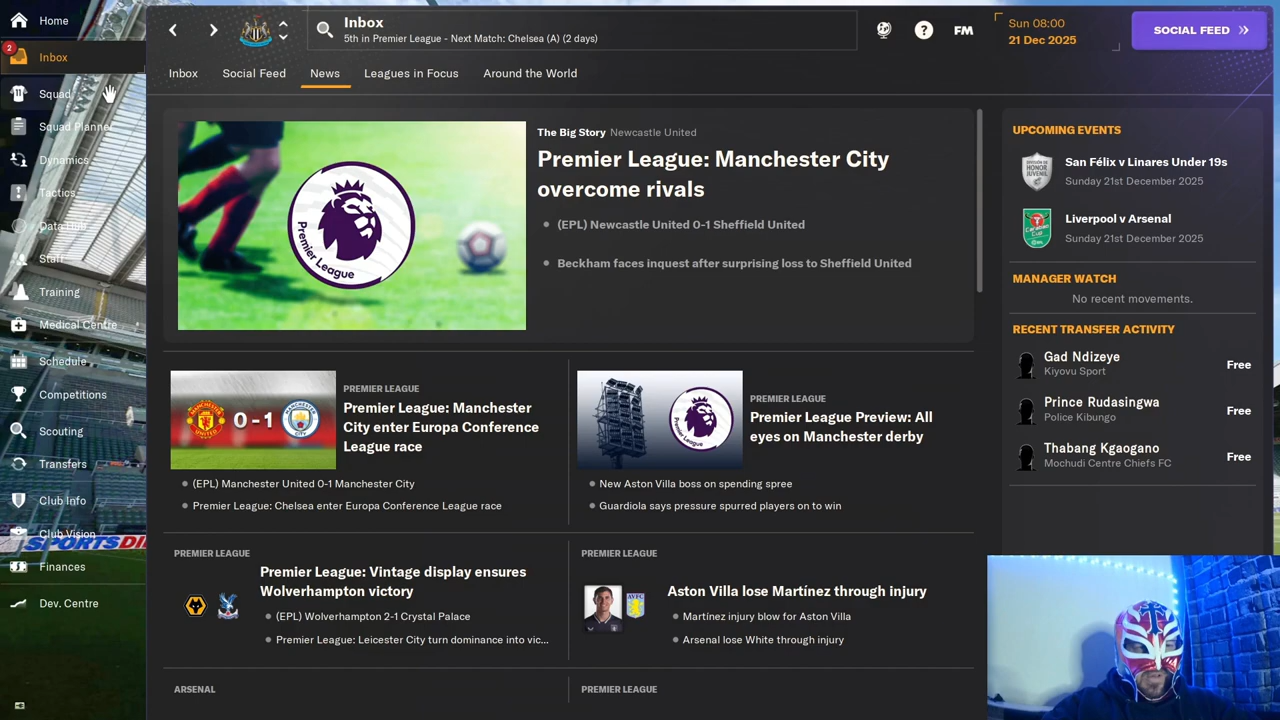 Home
2
Inbox
Squad
Squad Planner
Dynamics
Tactics
Data Hub
Staff
Training
Medical Centre
Schedule
Competitions
Scouting
Transfers
Club Info
Club Vision
SPORTSDI
Finances
Dev. Centre
Inbox
5th in Premier League - Next Match: Chelsea (A) (2 days)
?
FM
Sun 08:00
21 Dec 2025
SOCIAL FEED
Inbox
Social Feed
News
Leagues in Focus
Around the World
Premier League
The Big Story Newcastle United
Premier League: Manchester City
overcome rivals
(EPL) Newcastle United 0-1 Sheffield United
Beckham faces inquest after surprising loss to Sheffield United
0 - 1
PREMIER LEAGUE
Premier League: Manchester
City enter Europa Conference
League race
(EPL) Manchester United 0-1 Manchester City
Premier League: Chelsea enter Europa Conference League race
PREMIER LEAGUE
Premier League Preview: All
eyes on Manchester derby
New Aston Villa boss on spending spree
Guardiola says pressure spurred players on to win
PREMIER LEAGUE
Premier League: Vintage display ensures
Wolverhampton victory
(EPL) Wolverhampton 2-1 Crystal Palace
Premier League: Leicester City turn dominance into vic...
PREMIER LEAGUE
Aston Villa lose Martínez through injury
Martínez injury blow for Aston Villa
Arsenal lose White through injury
ARSENAL
PREMIER LEAGUE
UPCOMING EVENTS
San Félix v Linares Under 19s
Sunday 21st December 2025
Liverpool v Arsenal
Sunday 21st December 2025
MANAGER WATCH
No recent movements.
RECENT TRANSFER ACTIVITY
Gad Ndizeye
Kiyovu Sport
Free
Prince Rudasingwa
Police Kibungo
Free
Thabang Kgaogano
Mochudi Centre Chiefs FC
Free